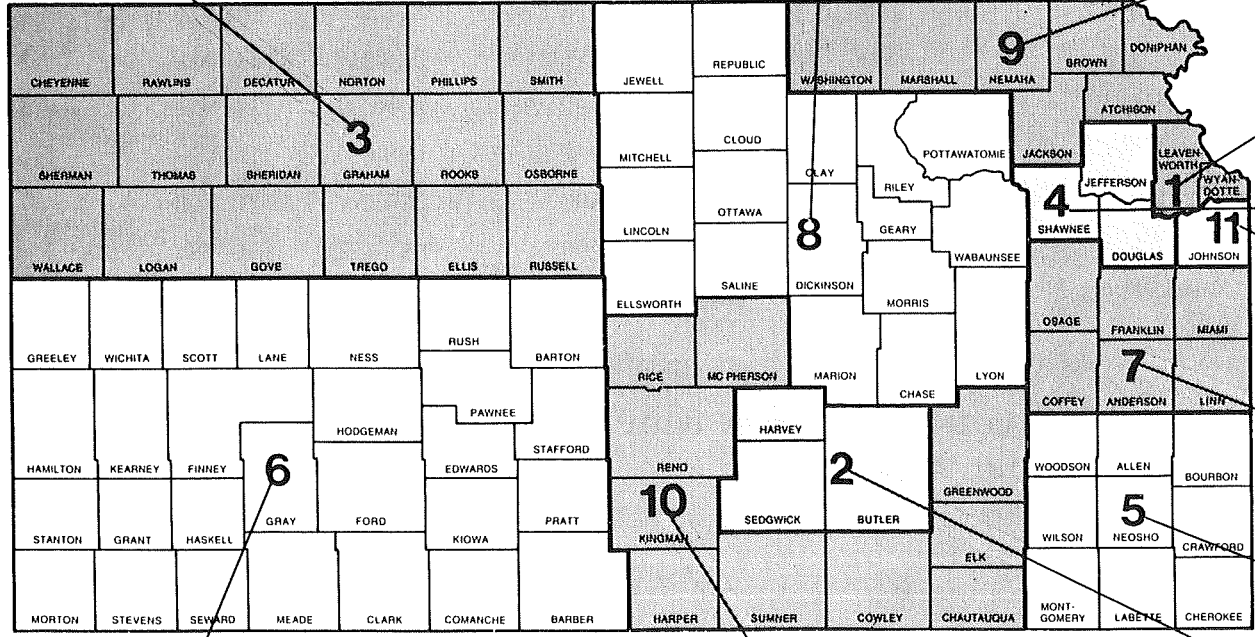 CHEYENNE RAWLINS DECATUR NORTON PHILLIPS SMITH
JEWELL REPUBLIC
WASHINGTON MARSHALL NEMAHA
9
BROWN DONIPHAN
3
SHERMAN THOMAS SHERIDAN GRAHAM ROOKS OSBORNE
MITCHELL CLOUD
CLAY RILEY POTTAWATOMIE
JACKSON ATCHISON
JEFFERSON
LEAVEN-
WORTH
1
WYAN-
DOTTE
WALLACE LOGAN GOVE TREGO ELLIS RUSSELL
LINCOLN OTTAWA
8
GEARY
WABAUNSEE
4
SHAWNEE
DOUGLAS
11
JOHNSON
ELLSWORTH SALINE DICKINSON MORRIS
OSAGE FRANKLIN MIAMI
GREELEY WICHITA SCOTT LANE NESS RUSH BARTON
RICE MC PHERSON MARION CHASE LYON
7
COFFEY ANDERSON LINN
HAMILTON KEARNEY FINNEY HODGEMAN PAWNEE EDWARDS STAFFORD
6
RENO HARVEY
2
GREENWOOD
WOODSON ALLEN BOURBON
STANTON GRANT HASKELL GRAY FORD KIOWA PRATT
10
KINGMAN SEDGWICK BUTLER
ELK
5
WILSON NEOSHO CRAWFORD
MORTON STEVENS SEWARD MEADE CLARK COMANCHE BARBER
HARPER SUMNER COWLEY CHAUTAUQUA
MONT-
GOMERY
LABETTE CHEROKEE